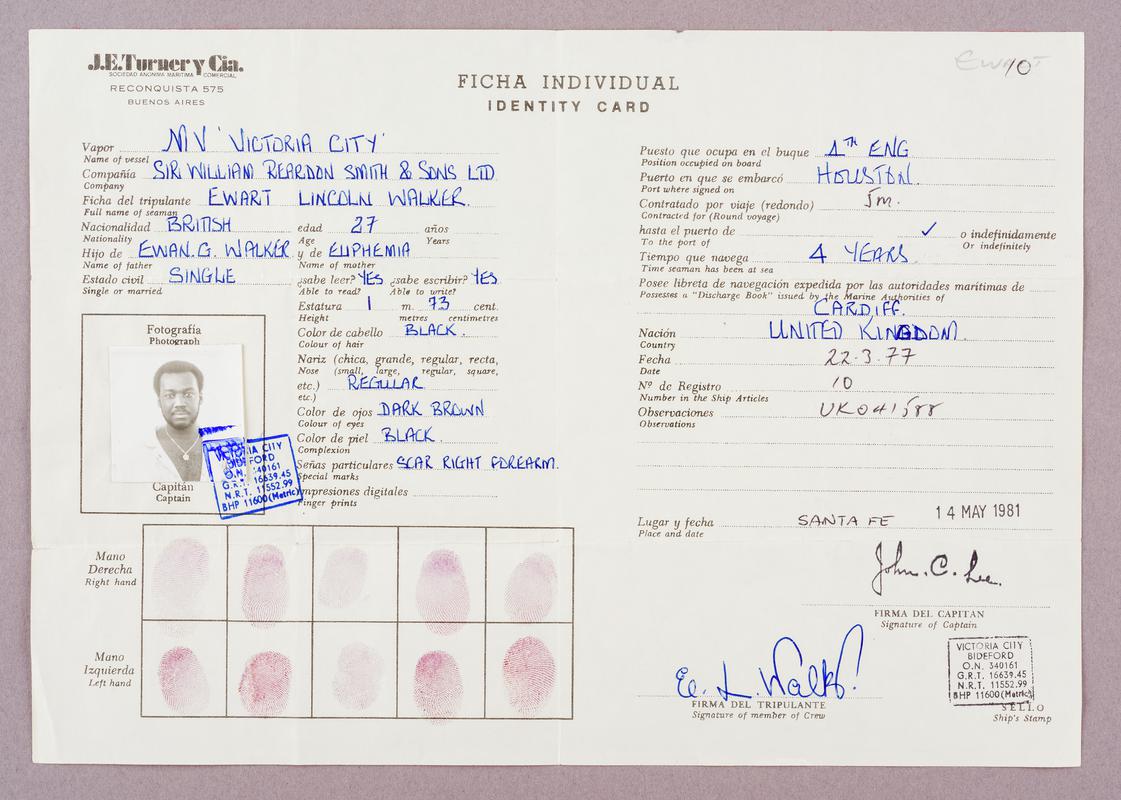 J.E. Turner y Cia.
SOCIEDAD ANONIMA MARITIMA COMERCIAL
RECONQUISTA 575
BUENOS AIRES
FICHA INDIVIDUAL
IDENTITY CARD
10
Vapor MV 'VICTORIA CITY'
Name of vessel
Compañía SIR WILLIAM REARDON SMITH & SONS LTD
Company
Ficha del tripulante EWART LINCOLN WALKER.
Full name of seaman
Nacionalidad BRITISH edad 27 años
Nationality Age Years
Hijo de EWAN.G. WALKER y de EUPHEMIA
Name of father Name of mother
Estado civil SINGLE ¿sabe leer? YES ¿sabe escribir? YES
Single or married Able to read? Able to write?
Estatura 1 m. 73 cent.
Height metres centimetres
Color de cabello BLACK.
Colour of hair
Nariz (chica, grande, regular, recta,
Nose (small, large, regular, square,
etc.) REGULAR
etc.)
Color de ojos DARK BROWN
Colour of eyes
Color de piel BLACK.
Complexion
Señas particulares SCAR RIGHT FOREARM.
Special marks
Impresiones digitales
Finger prints
Fotografía
Photograph
VICTORIA CITY
BIDEFORD
O.N. 340161
G.R.T. 16639.45
N.R.T. 11552.99
BHP 11600 (Metric)
Capitán
Captain
Mano
Derecha
Right hand
Mano
Izquierda
Left hand
Puesto que ocupa en el buque 4TH ENG
Position occupied on board
Puerto en que se embarcó HOUSTON.
Port where signed on
Contratado por viaje (redondo) 5m.
Contracted for (Round voyage)
hasta el puerto de ✓ o indefinidamente
To the port of Or indefinitely
Tiempo que navega 4 YEARS
Time seaman has been at sea
Posee libreta de navegación expedida por las autoridades marítimas de
Possesses a "Discharge Book" issued by the Marine Authorities of
CARDIFF.
Nación UNITED KINGDOM.
Country
Fecha 22-3-77
Date
Nº de Registro 10
Number in the Ship Articles
Observaciones UK041588
Observations
Lugar y fecha SANTA FE 14 MAY 1981
Place and date
John. C. Lee.
FIRMA DEL CAPITAN
Signature of Captain
Ew. L. Walker
FIRMA DEL TRIPULANTE
Signature of member of Crew
VICTORIA CITY
BIDEFORD
O.N. 340161
G.R.T. 16639.45
N.R.T. 11552.99
BHP 11600 (Metric)
SELLO
Ship's Stamp